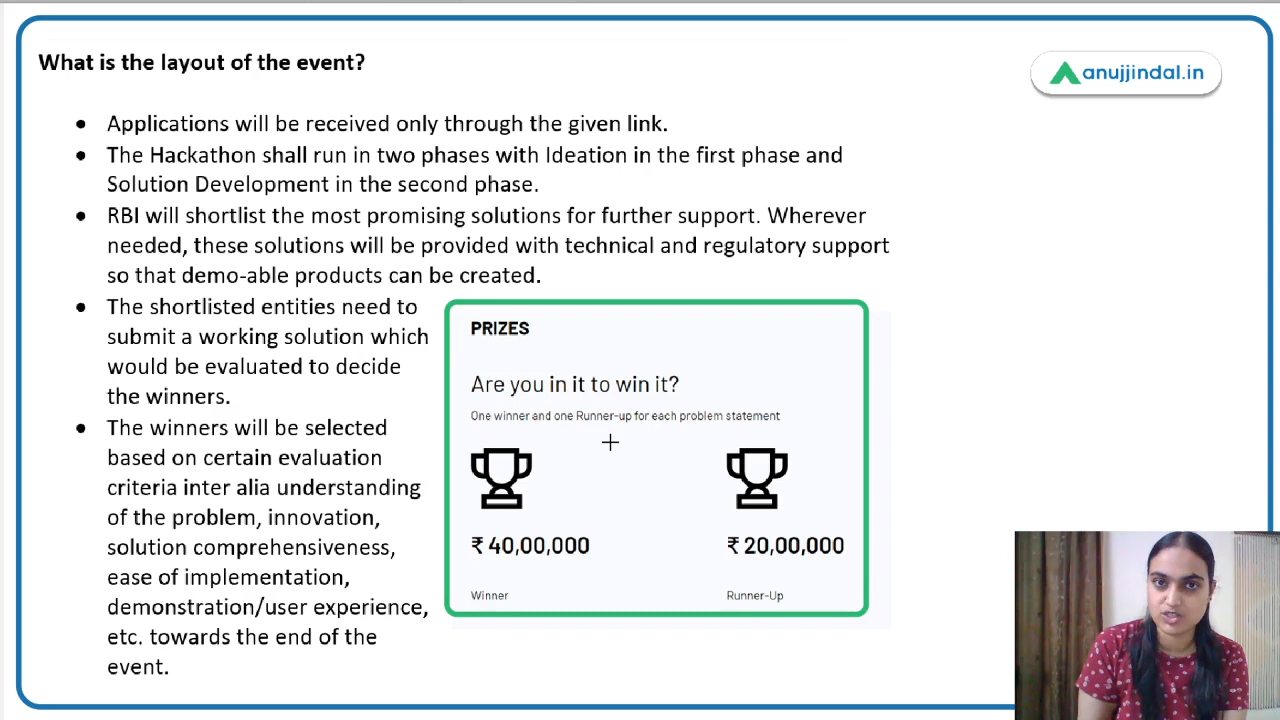 What is the layout of the event?
anujjindal.in
• Applications will be received only through the given link.
• The Hackathon shall run in two phases with Ideation in the first phase and
Solution Development in the second phase.
• RBI will shortlist the most promising solutions for further support. Wherever
needed, these solutions will be provided with technical and regulatory support
so that demo-able products can be created.
• The shortlisted entities need to
submit a working solution which
would be evaluated to decide
the winners.
• The winners will be selected
based on certain evaluation
criteria inter alia understanding
of the problem, innovation,
solution comprehensiveness,
ease of implementation,
demonstration/user experience,
etc. towards the end of the
event.
PRIZES
Are you in it to win it?
One winner and one Runner-up for each problem statement
₹ 40,00,000
₹ 20,00,000
Winner
Runner-Up